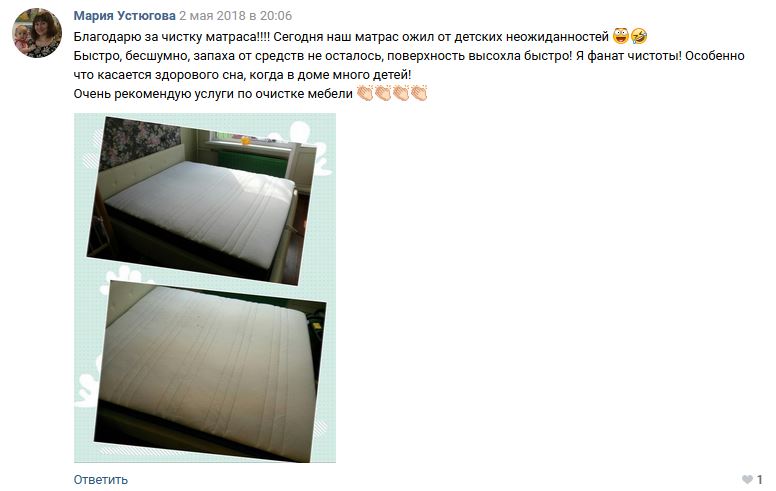 Мария Устюгова 2 мая 2018 в 20:06
Благодарю за чистку матраса!!!! Сегодня наш матрас ожил от детских неожиданностей 😀🤣
Быстро, бесшумно, запаха от средств не осталось, поверхность высохла быстро! Я фанат чистоты! Особенно
что касается здорового сна, когда в доме много детей!
Очень рекомендую услуги по очистке мебели 👏🏻👏🏻👏🏻👏🏻
Ответить
1